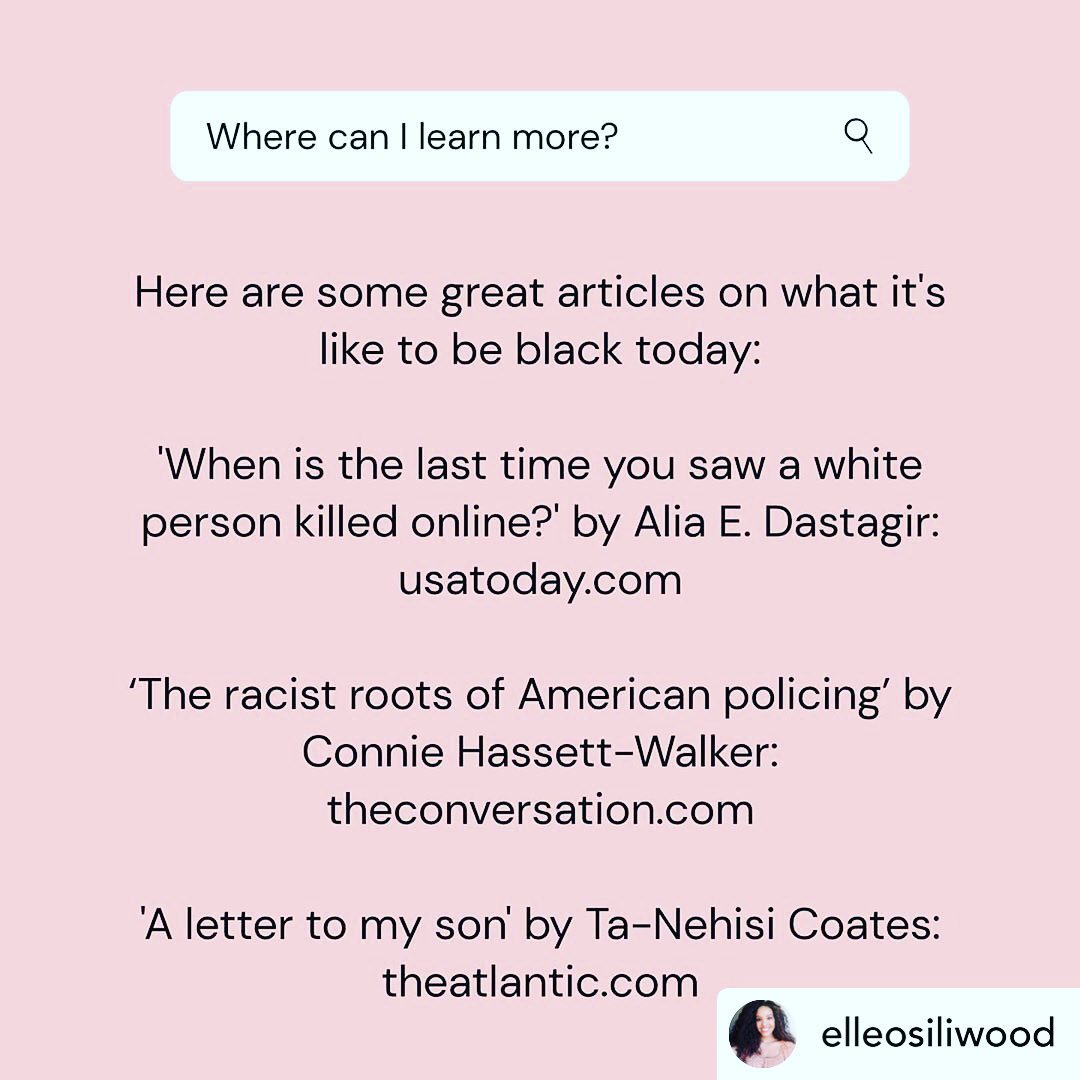 Where can I learn more?
Here are some great articles on what it's
like to be black today:
'When is the last time you saw a white
person killed online?' by Alia E. Dastagir:
usatoday.com
‘The racist roots of American policing’ by
Connie Hassett-Walker:
theconversation.com
'A letter to my son' by Ta-Nehisi Coates:
theatlantic.com
elleosiliwood